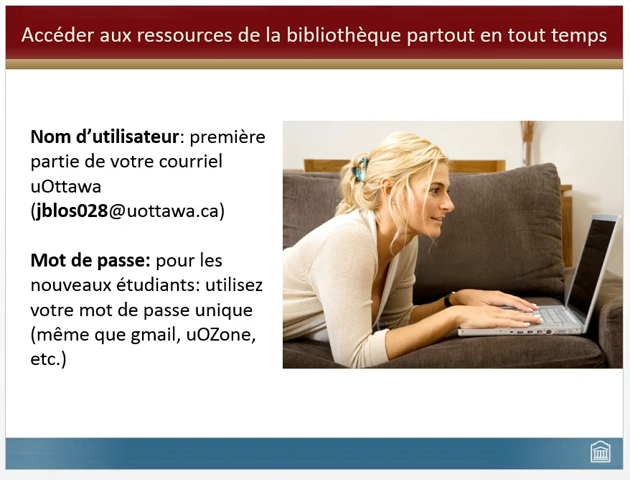 Accéder aux ressources de la bibliothèque partout en tout temps
Nom d’utilisateur: première
partie de votre courriel
uOttawa
(jblos028@uottawa.ca)
Mot de passe: pour les
nouveaux étudiants: utilisez
votre mot de passe unique
(même que gmail, uOZone,
etc.)